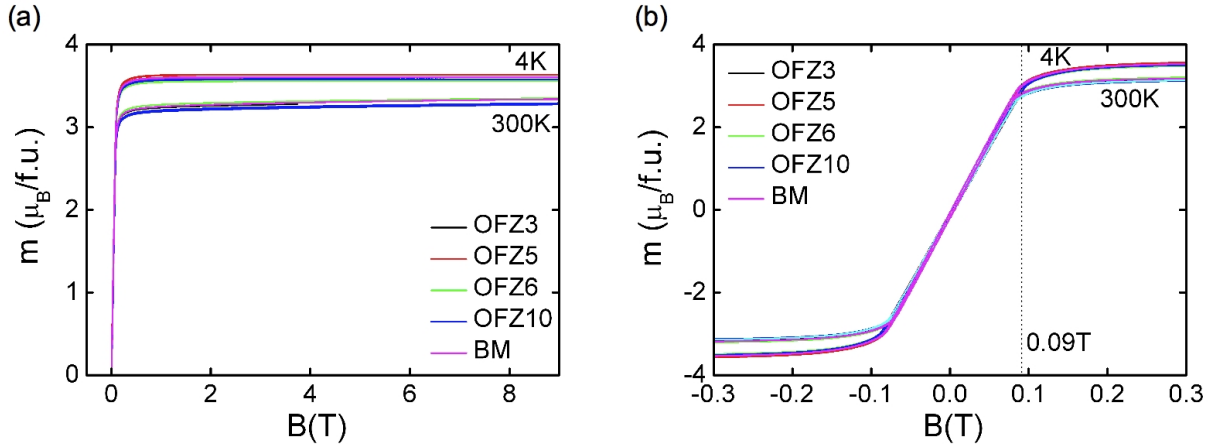 (a)
4
3
2
1
0
m (μB/f.u.)
4K
300K
OFZ3
OFZ5
OFZ6
OFZ10
BM
0 2 4 6 8
B(T)
(b)
4
2
0
-2
-4
m (μB/f.u.)
OFZ3
OFZ5
OFZ6
OFZ10
BM
4K
300K
0.09T
-0.3 -0.2 -0.1 0.0 0.1 0.2 0.3
B(T)